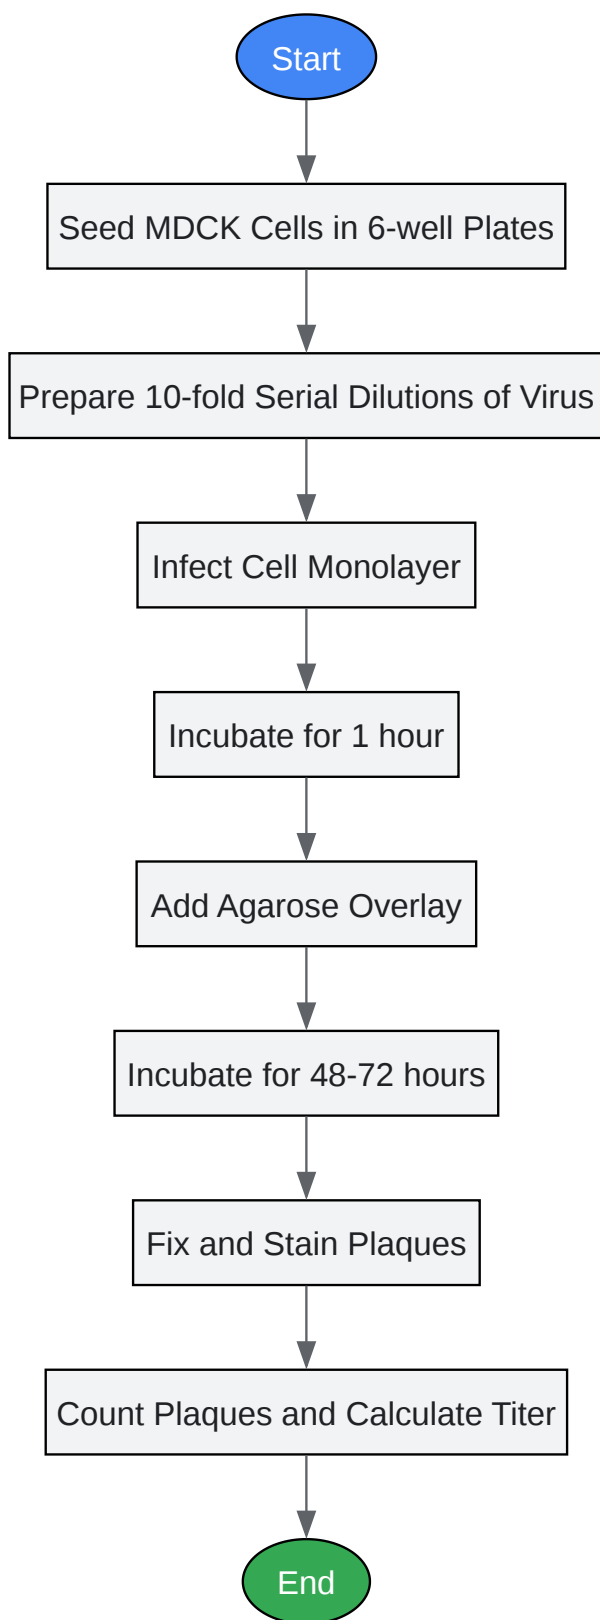 Start
Seed MDCK Cells in 6-well Plates
Prepare 10-fold Serial Dilutions of Virus
Infect Cell Monolayer
Incubate for 1 hour
Add Agarose Overlay
Incubate for 48-72 hours
Fix and Stain Plaques
Count Plaques and Calculate Titer
End